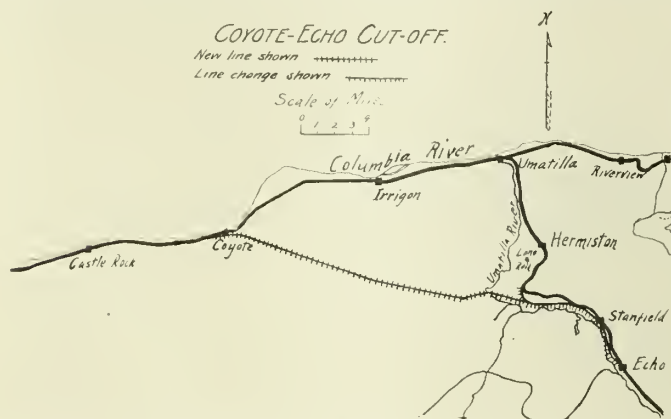 COYOTE-ECHO CUT-OFF.
New line shown
Line change shown
Scale of
0 1 2 3 4
N
Columbia River
Umatilla
Riverview
Irrigon
Umatilla River
Coyote
Castle Rock
Hermiston
Stanfield
Echo